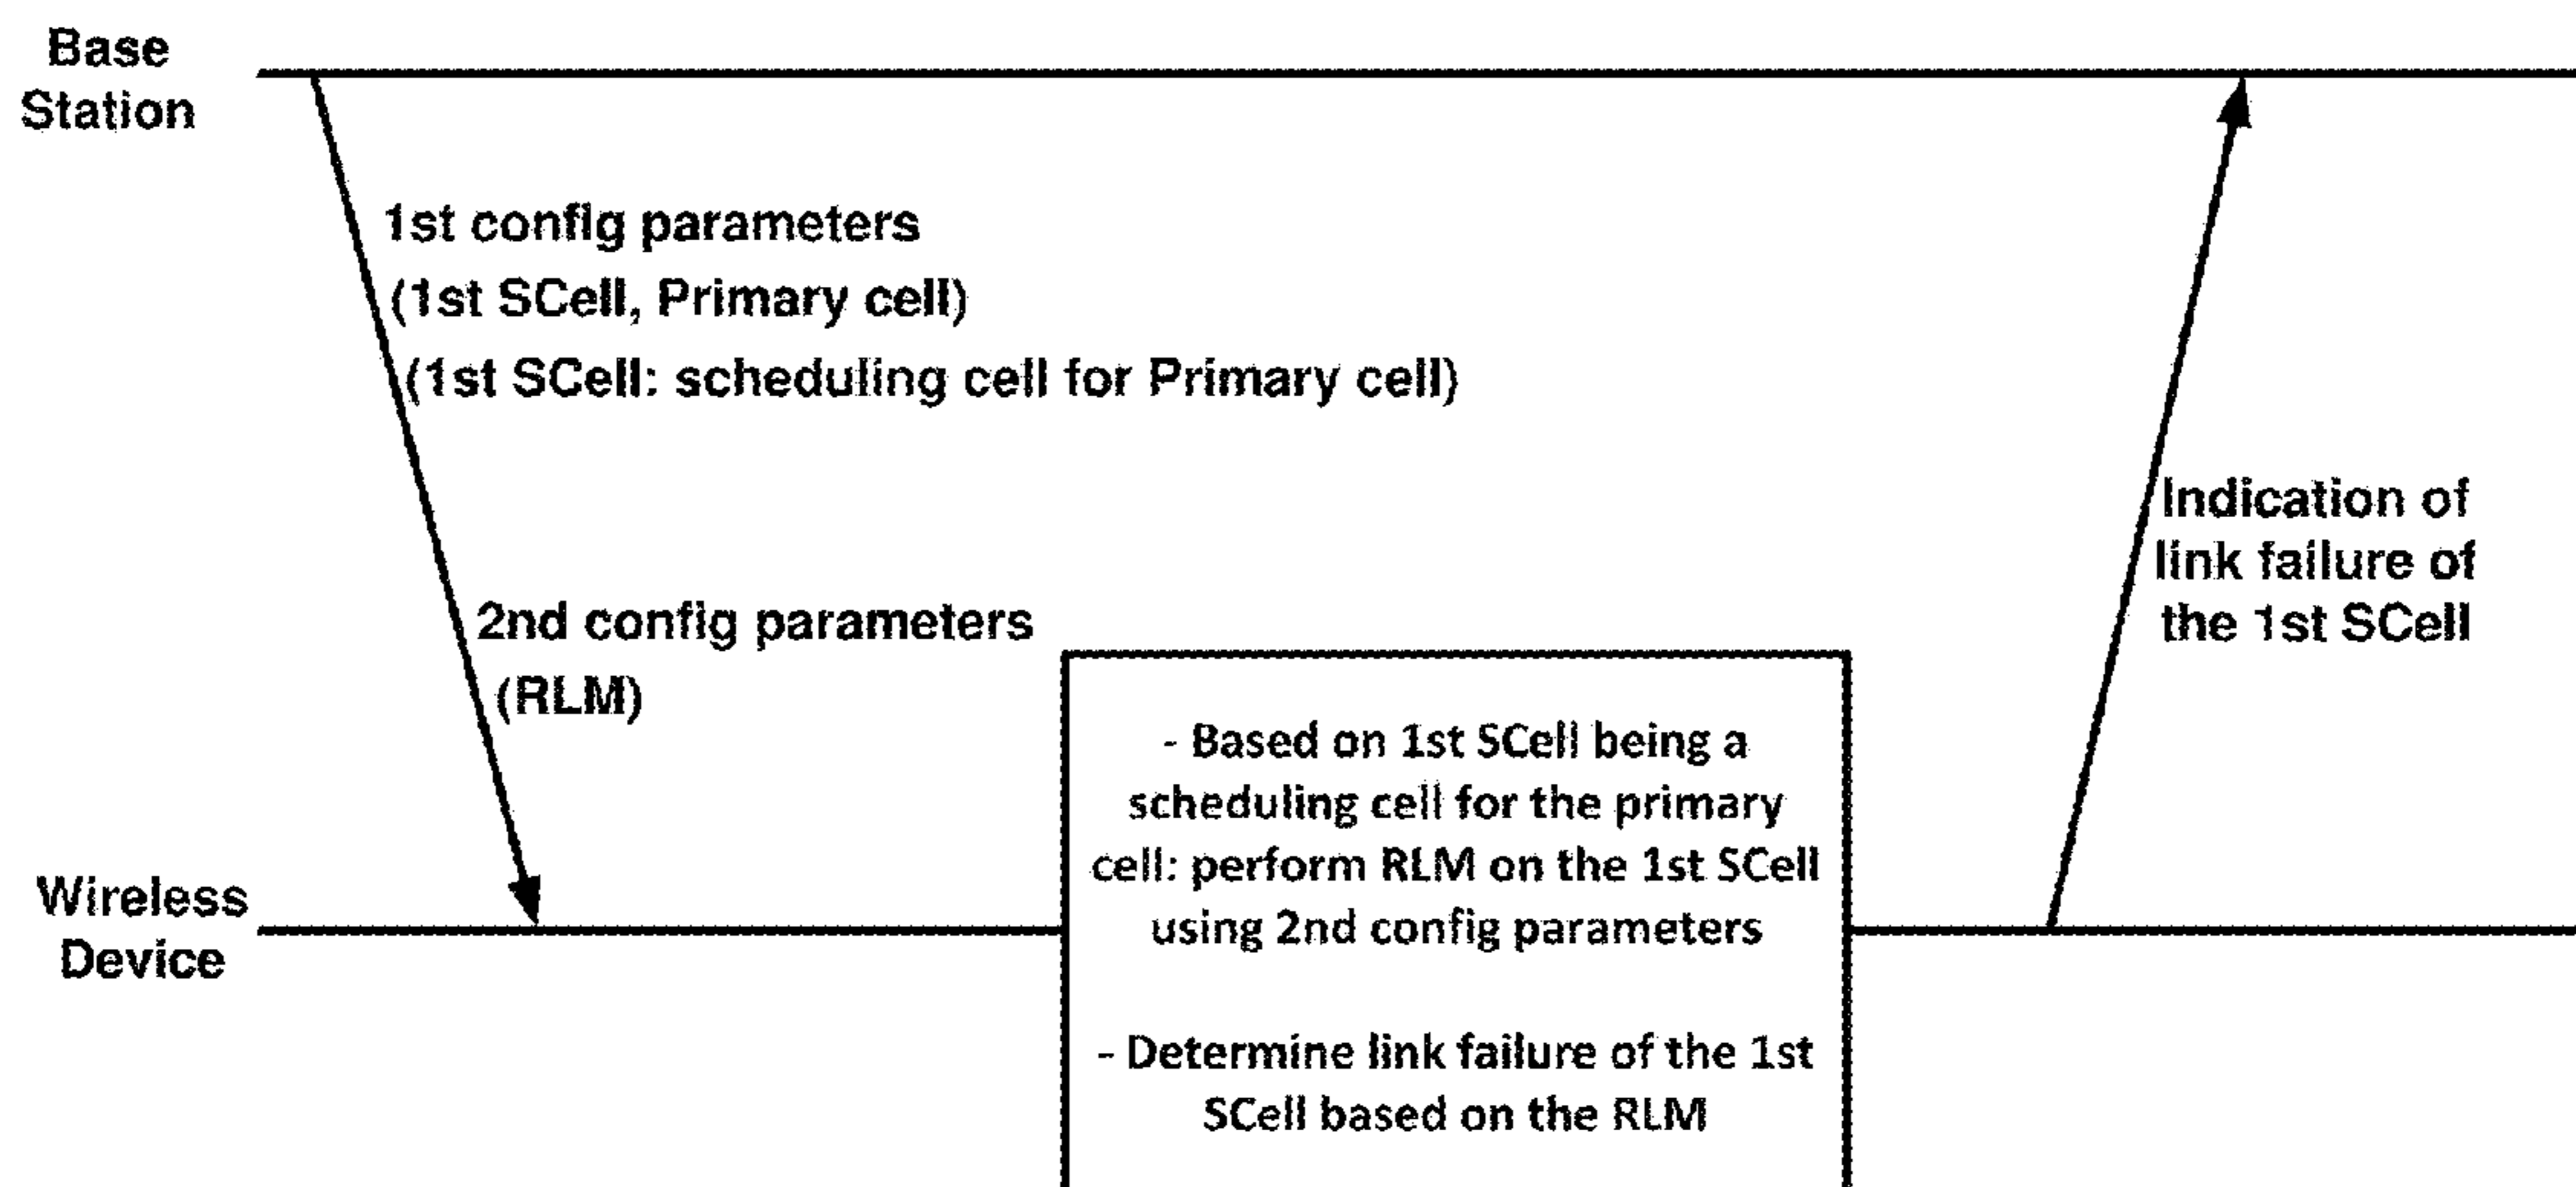 Base
Station
1st config parameters
(1st SCell, Primary cell)
(1st SCell: scheduling cell for Primary cell)
Indication of
link failure of
the 1st SCell
2nd config parameters
(RLM)
- Based on 1st SCell being a
scheduling cell for the primary
cell: perform RLM on the 1st SCell
using 2nd config parameters
- Determine link failure of the 1st
SCell based on the RLM
Wireless
Device